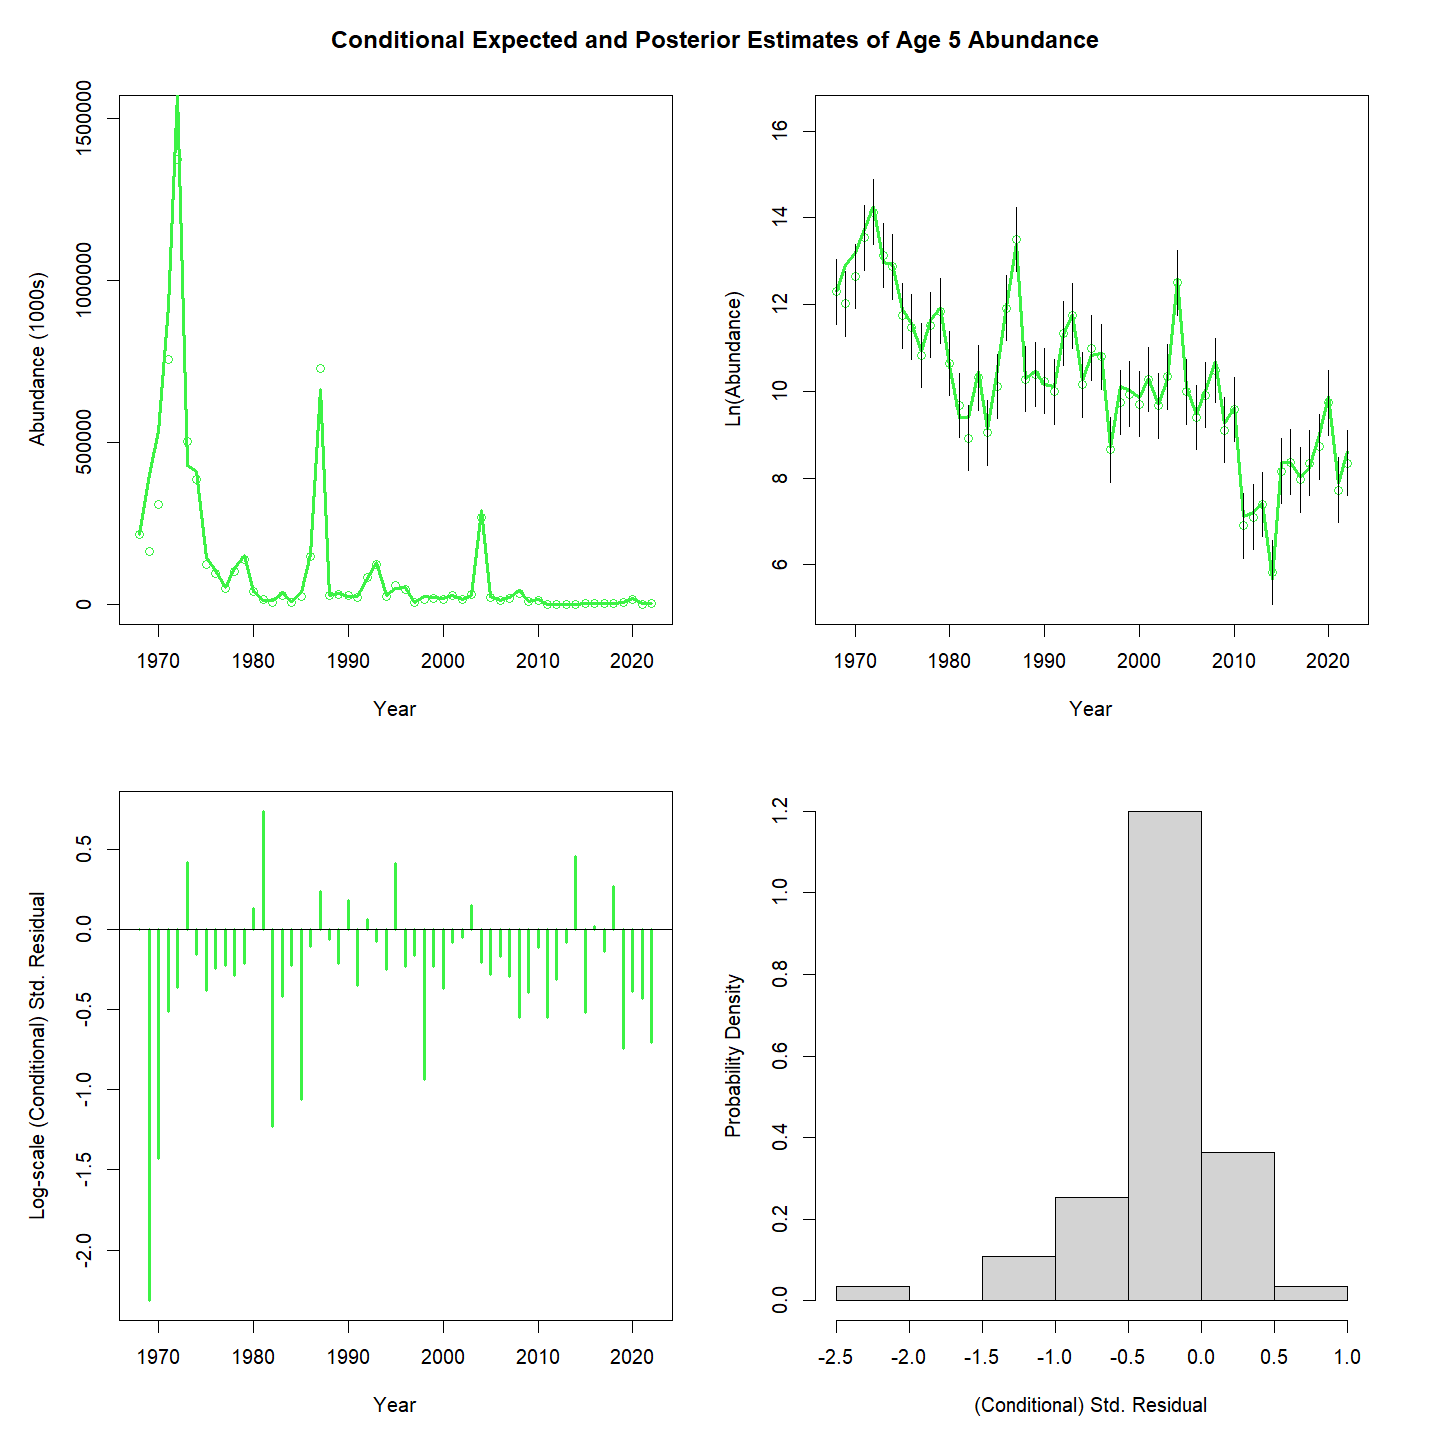 Conditional Expected and Posterior Estimates of Age 5 Abundance
Abundance (1000s)
0
500000
1000000
1500000
1970 1980 1990 2000 2010 2020
Year
Ln(Abundance)
6
8
10
12
14
16
1970 1980 1990 2000 2010 2020
Year
Log-scale (Conditional) Std. Residual
-2.0
-1.5
-1.0
-0.5
0.0
0.5
1970 1980 1990 2000 2010 2020
Year
Probability Density
0.0
0.2
0.4
0.6
0.8
1.0
1.2
-2.5 -2.0 -1.5 -1.0 -0.5 0.0 0.5 1.0
(Conditional) Std. Residual